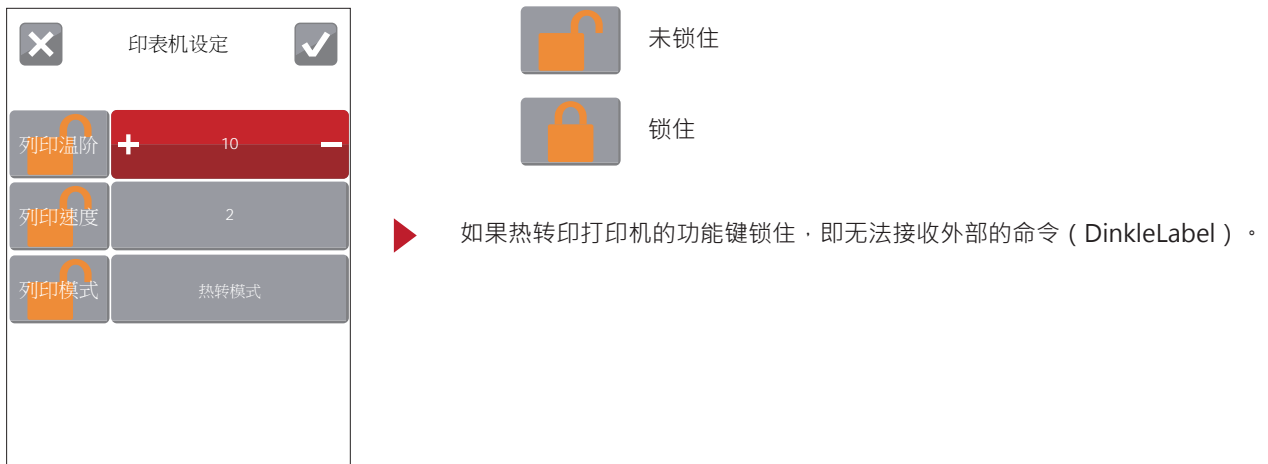 印表机设定
列印温阶
10
列印速度
2
列印模式
热转模式
未锁住
锁住
如果热转印打印机的功能键锁住，即无法接收外部的命令（DinkleLabel）。